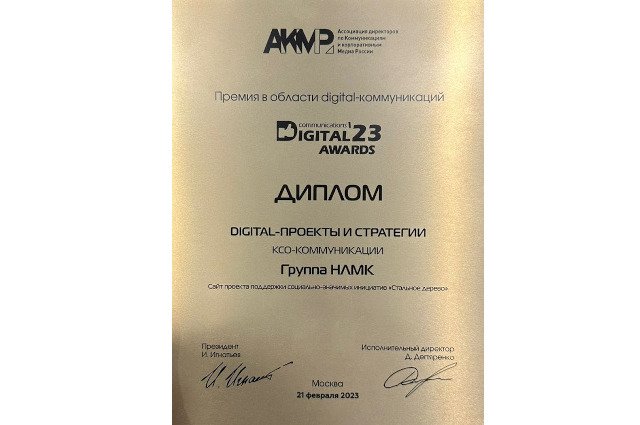 АКМР
Ассоциация директоров
по Коммуникациям
и корпоративным
Медиа России
Премия в области digital-коммуникаций
communications
DIGITAL'23
AWARDS
ДИПЛОМ
DIGITAL-ПРОЕКТЫ И СТРАТЕГИИ
КСО-КОММУНИКАЦИИ
Группа НЛМК
Сайт проекта поддержки социально-значимых инициатив «Стальное дерево»
Президент
И. Игнатьев
Исполнительный директор
Д. Дегтяренко
Москва
21 февраля 2023